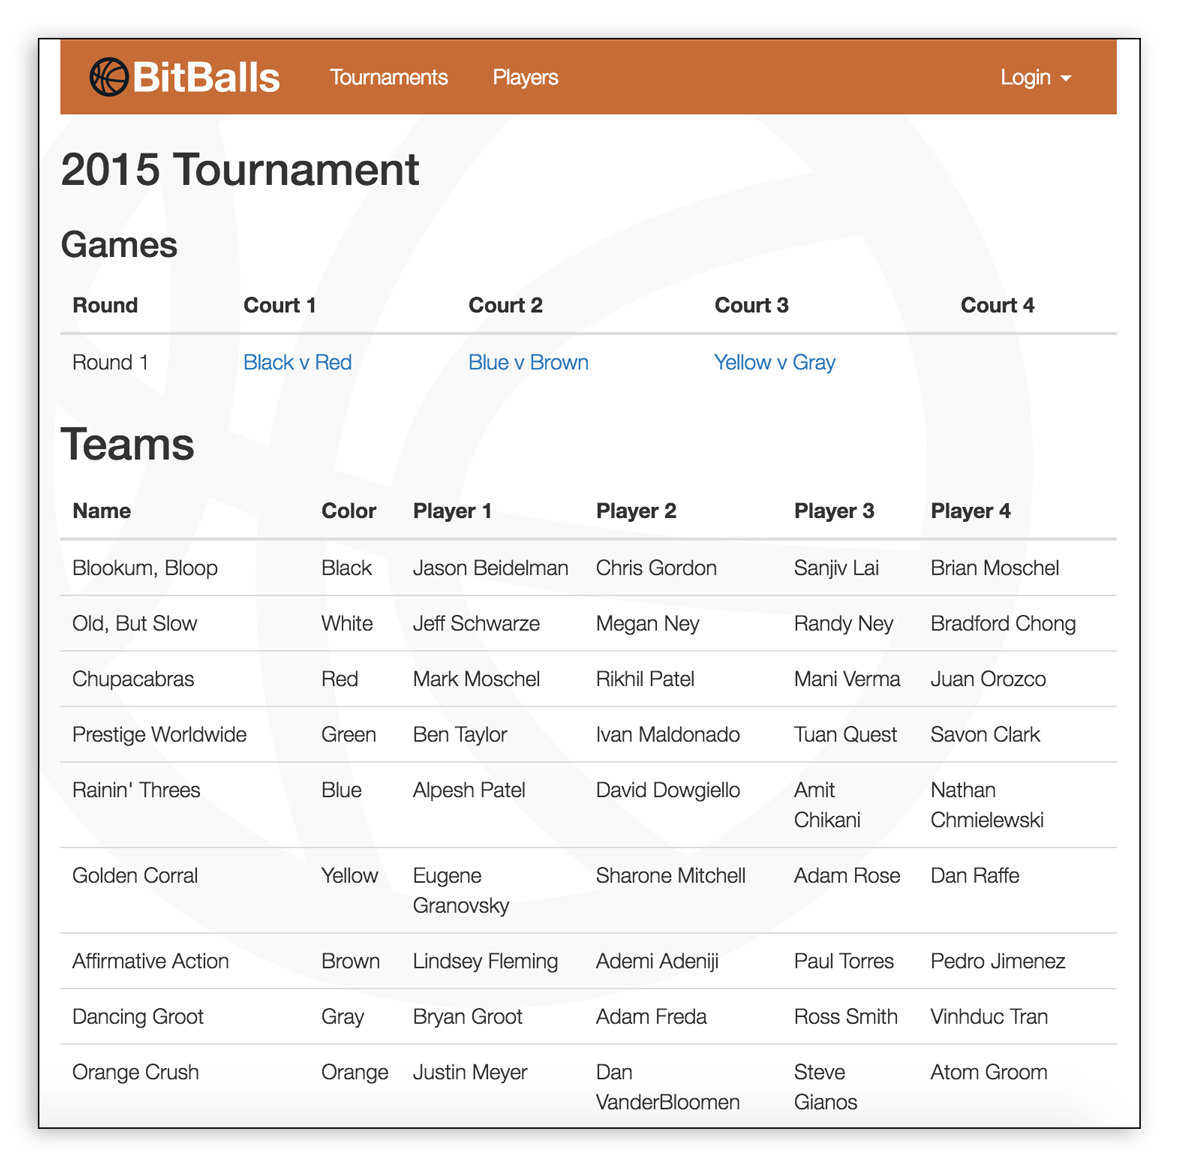 BitBalls Tournaments Players Login
2015 Tournament
Games
Round Court 1 Court 2 Court 3 Court 4
Round 1 Black v Red Blue v Brown Yellow v Gray
Teams
Name Color Player 1 Player 2 Player 3 Player 4
Blookum, Bloop Black Jason Beidelman Chris Gordon Sanjiv Lai Brian Moschel
Old, But Slow White Jeff Schwarze Megan Ney Randy Ney Bradford Chong
Chupacabras Red Mark Moschel Rikhil Patel Mani Verma Juan Orozco
Prestige Worldwide Green Ben Taylor Ivan Maldonado Tuan Quest Savon Clark
Rainin' Threes Blue Alpesh Patel David Dowgiello Amit Nathan
Chikani Chmielewski
Golden Corral Yellow Eugene Sharone Mitchell Adam Rose Dan Raffe
Granovsky
Affirmative Action Brown Lindsey Fleming Ademi Adeniji Paul Torres Pedro Jimenez
Dancing Groot Gray Bryan Groot Adam Freda Ross Smith Vinhduc Tran
Orange Crush Orange Justin Meyer Dan Steve Atom Groom
VanderBloomen Gianos